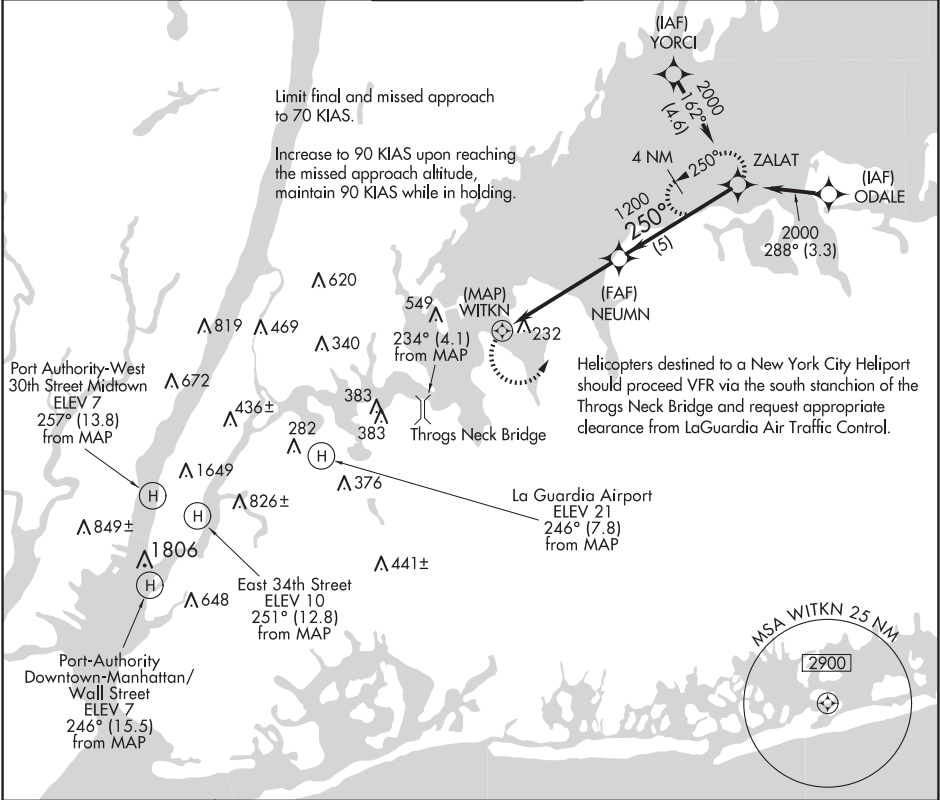 (IAF)
YORCI
2000
162°
(4.6)
Limit final and missed approach
to 70 KIAS.
Increase to 90 KIAS upon reaching
the missed approach altitude,
maintain 90 KIAS while in holding.
4 NM
250°
ZALAT
(IAF)
ODALE
2000
288° (3.3)
1200
250°
(5)
(FAF)
NEUMN
(MAP)
WITKN
232
620
549
819
469
340
234° (4.1)
from MAP
Helicopters destined to a New York City Heliport
should proceed VFR via the south stanchion of the
Throgs Neck Bridge and request appropriate
clearance from LaGuardia Air Traffic Control.
Port Authority-West
30th Street Midtown
ELEV 7
257° (13.8)
from MAP
672
436±
383
383
Throgs Neck Bridge
282
H
376
1649
826±
La Guardia Airport
ELEV 21
246° (7.8)
from MAP
H
H
849±
1806
441±
H
648
East 34th Street
ELEV 10
251° (12.8)
from MAP
Port-Authority
Downtown-Manhattan/
Wall Street
ELEV 7
246° (15.5)
from MAP
MSA WITKN 25 NM
2900